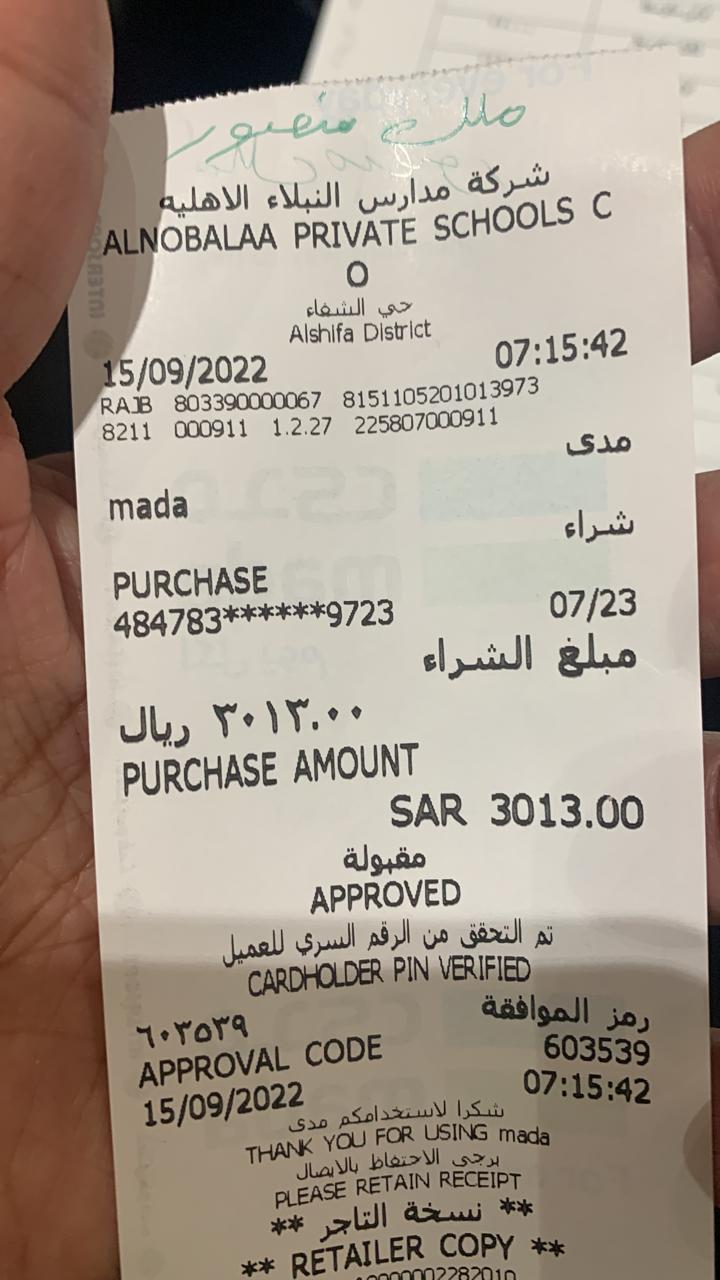 ملك منصور
شركة مدارس النبلاء الاهليه
ALNOBALAA PRIVATE SCHOOLS C
O
حي الشفاء
Alshifa District
15/09/2022 07:15:42
RAJB 803390000067 8151105201013973
8211 000911 1.2.27 225807000911
مدى
mada
شراء
PURCHASE
484783******9723 07/23
مبلغ الشراء
٣٠١٣.٠٠ ريال
PURCHASE AMOUNT
SAR 3013.00
مقبولة
APPROVED
تم التحقق من الرقم السري للعميل
CARDHOLDER PIN VERIFIED
رمز الموافقة
٦٠٣٥٣٩
603539
APPROVAL CODE
15/09/2022 07:15:42
شكرا لاستخدامكم مدى
THANK YOU FOR USING mada
يرجى الاحتفاظ بالايصال
PLEASE RETAIN RECEIPT
** نسخة التاجر **
** RETAILER COPY **